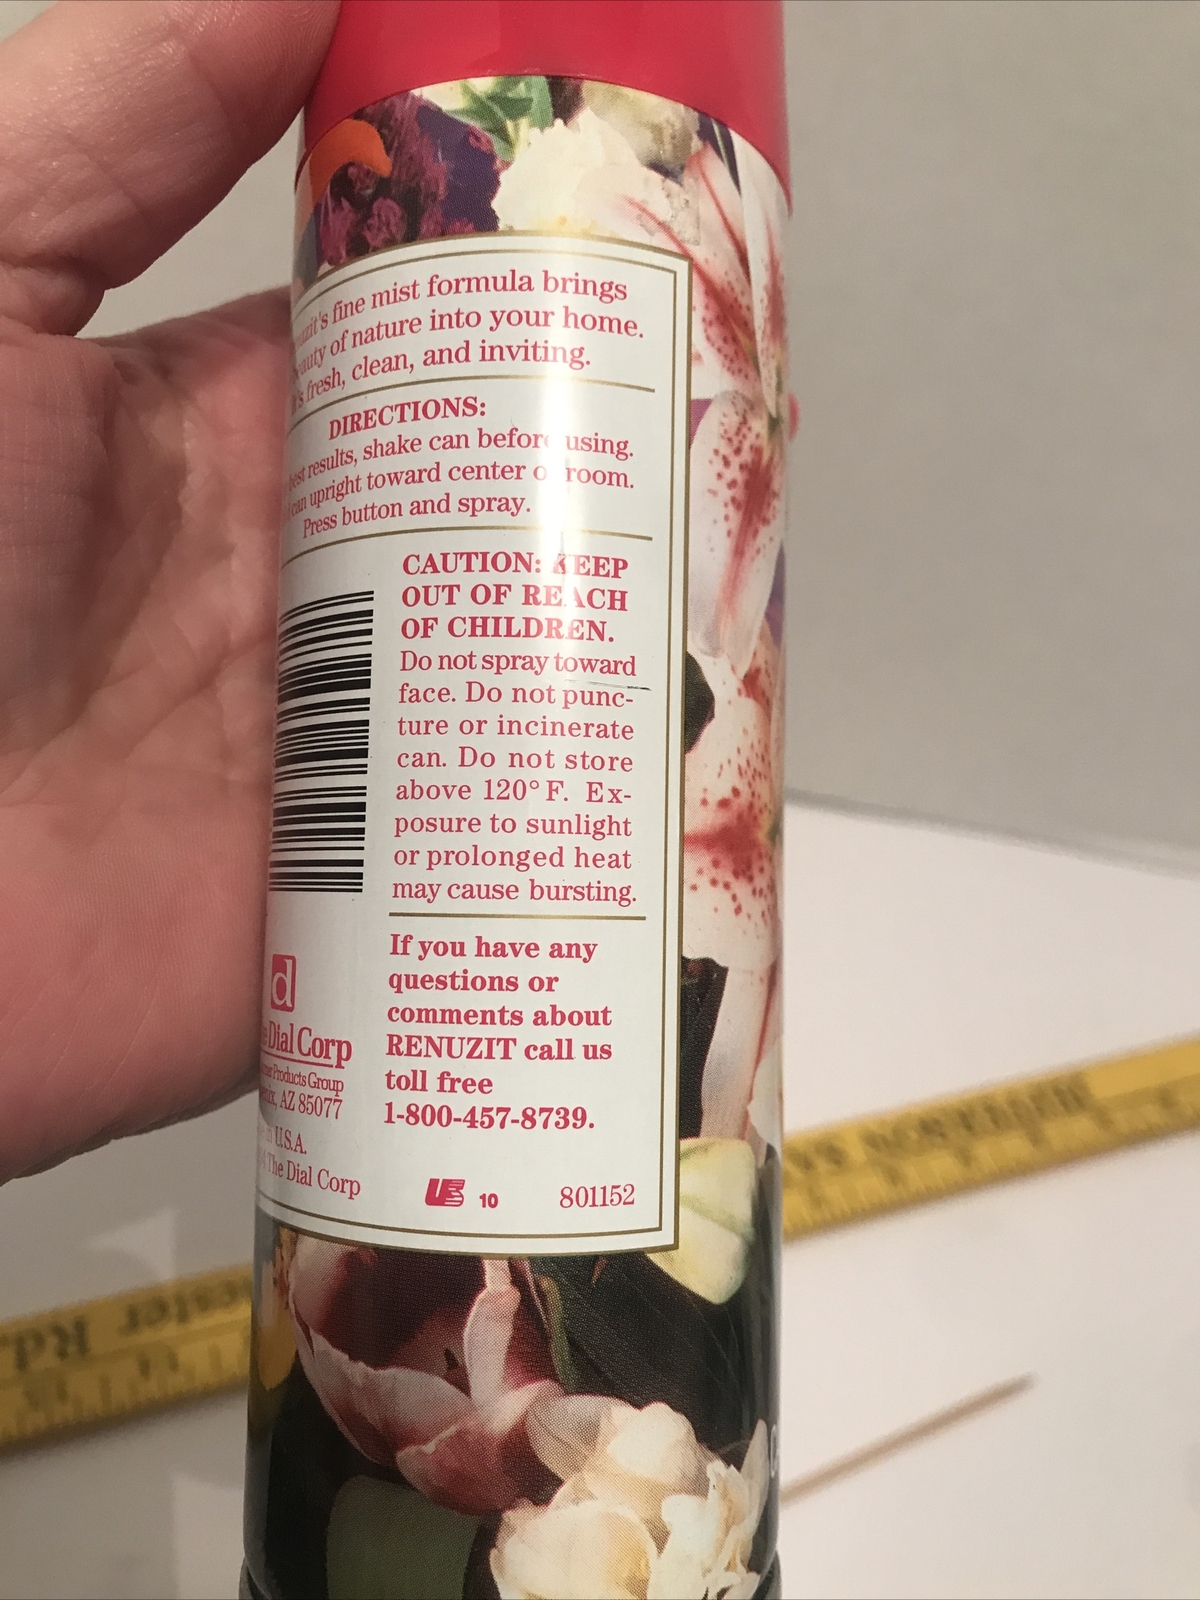 fine mist formula brings
of nature into your home.
fresh, clean, and inviting.
DIRECTIONS:
results, shake can before using.
can upright toward center of room.
Press button and spray.
CAUTION: KEEP
OUT OF REACH
OF CHILDREN.
Do not spray toward
face. Do not punc-
ture or incinerate
can. Do not store
above 120° F. Ex-
posure to sunlight
or prolonged heat
may cause bursting.
If you have any
questions or
comments about
RENUZIT call us
toll free
1-800-457-8739.
d
Dial Corp
Products Group
AZ 85077
U.S.A.
The Dial Corp
10
801152
Rd.